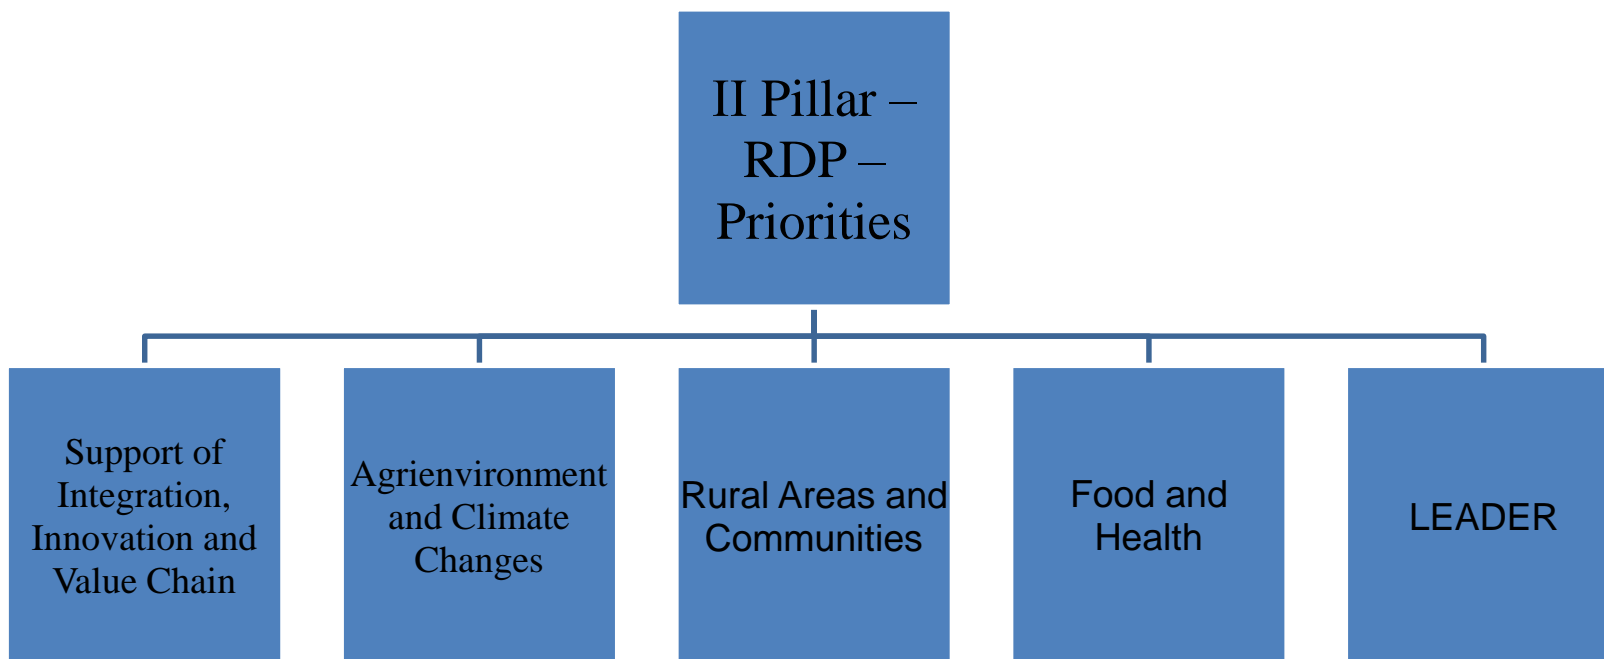 II Pillar –
RDP –
Priorities
Support of
Integration,
Innovation and
Value Chain
Agrienvironment
and Climate
Changes
Rural Areas and
Communities
Food and
Health
LEADER